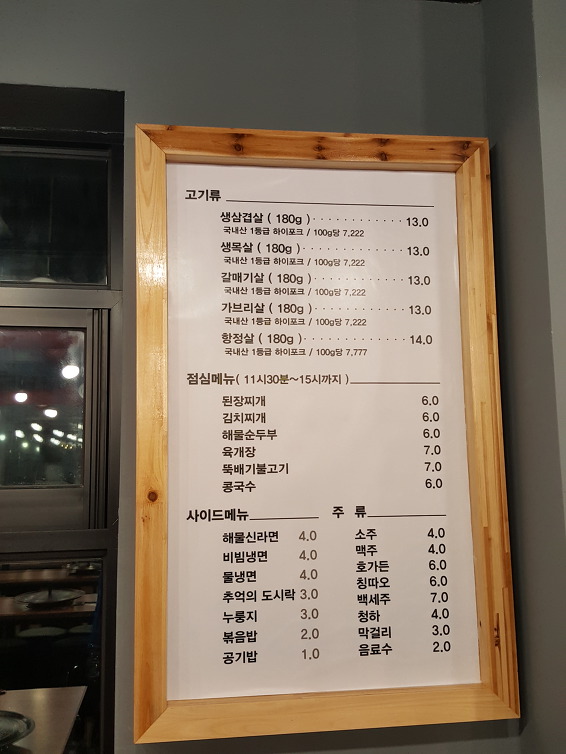 고기류
생삼겹살 ( 180g ) ············ 13.0
국내산 1등급 하이포크 / 100g당 7,222
생목살 ( 180g ) ············ 13.0
국내산 1등급 하이포크 / 100g당 7,222
갈매기살 ( 180g ) ············ 13.0
국내산 1등급 하이포크 / 100g당 7,222
가브리살 ( 180g ) ············ 13.0
국내산 1등급 하이포크 / 100g당 7,222
항정살 ( 180g ) ············ 14.0
국내산 1등급 하이포크 / 100g당 7,777
점심메뉴 ( 11시30분～15시까지 )
된장찌개 6.0
김치찌개 6.0
해물순두부 6.0
육개장 7.0
뚝배기불고기 7.0
콩국수 6.0
사이드메뉴
해물신라면 4.0
비빔냉면 4.0
물냉면 4.0
추억의 도시락 3.0
누룽지 3.0
볶음밥 2.0
공기밥 1.0
주 류
소주 4.0
맥주 4.0
호가든 6.0
칭따오 6.0
백세주 7.0
청하 4.0
막걸리 3.0
음료수 2.0